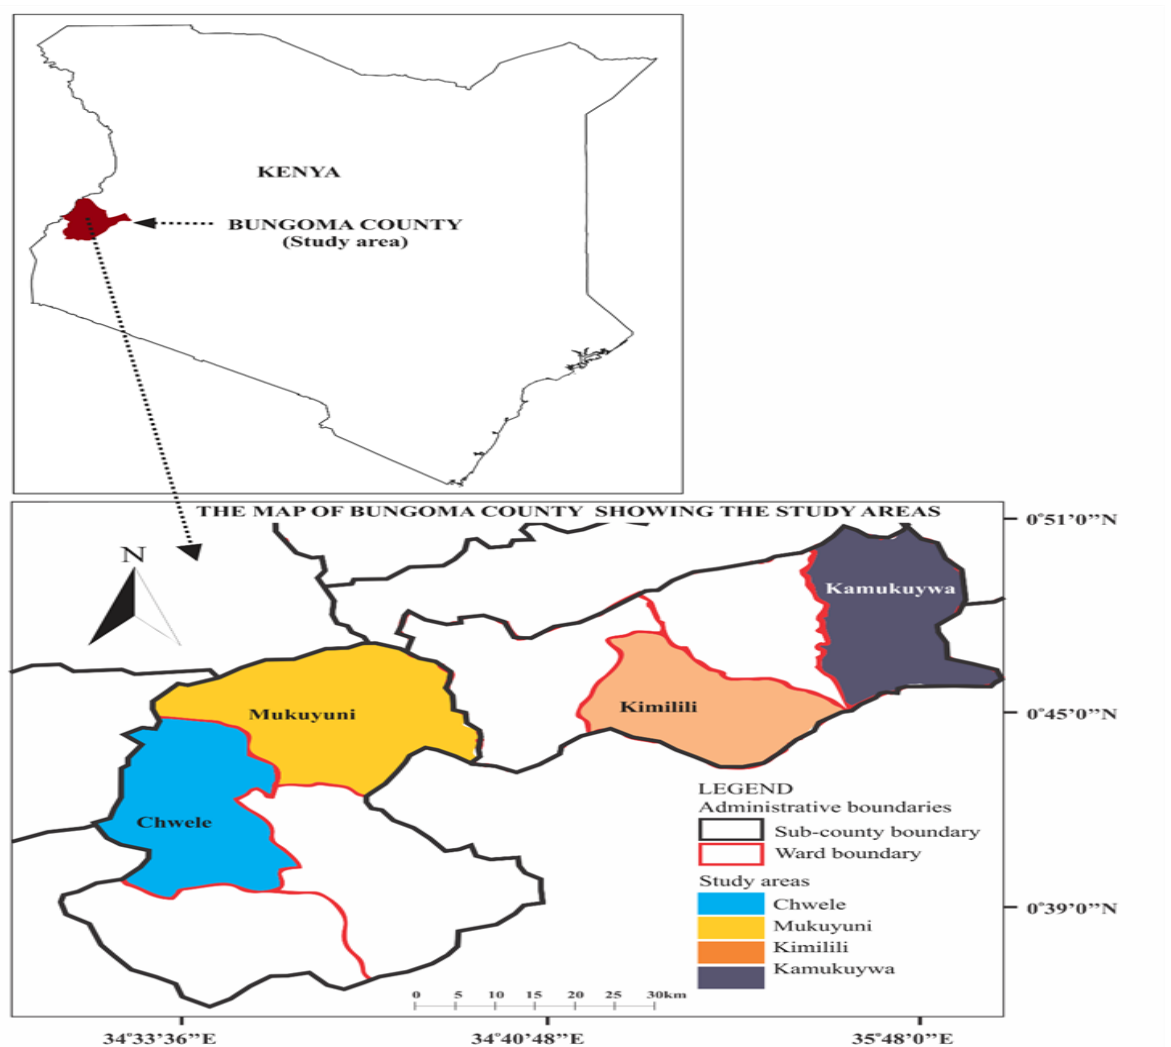 KENYA
BUNGOMA COUNTY
(Study area)
THE MAP OF BUNGOMA COUNTY SHOWING THE STUDY AREAS
0°51'0"N
N
Kamukuywa
Kimilili
Mukuyuni
0°45'0"N
Chwele
LEGEND
Administrative boundaries
Sub-county boundary
Ward boundary
Study areas
Chwele
Mukuyuni
Kimilili
Kamukuywa
0°39'0"N
0 5 10 15 20 25 30km
34°33'36"E 34°40'48"E 35°48'0"E